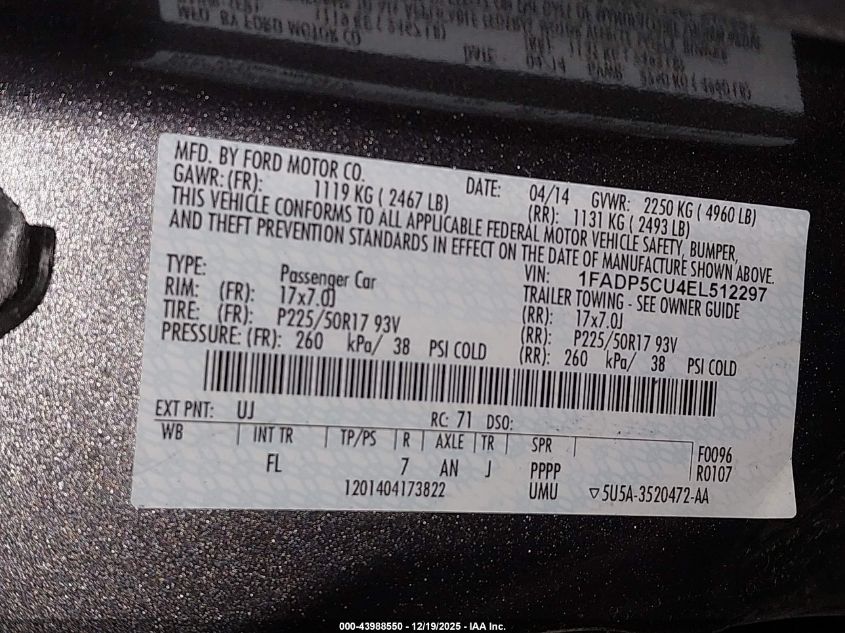 MFD. BY FORD MOTOR CO.
DATE: 04/14 GVWR: 2250 KG ( 4960 LB)
GAWR: (FR): 1119 KG ( 2467 LB) (RR): 1131 KG ( 2493 LB)
THIS VEHICLE CONFORMS TO ALL APPLICABLE FEDERAL MOTOR VEHICLE SAFETY, BUMPER,
AND THEFT PREVENTION STANDARDS IN EFFECT ON THE DATE OF MANUFACTURE SHOWN ABOVE.
VIN: 1FADP5CU4EL512297
TYPE: Passenger Car TRAILER TOWING - SEE OWNER GUIDE
RIM: (FR): 17x7.0J (RR): 17x7.0J
TIRE: (FR): P225/50R17 93V (RR): P225/50R17 93V
PRESSURE: (FR): 260 kPa/ 38 PSI COLD (RR): 260 kPa/ 38 PSI COLD
EXT PNT: UJ RC: 71 DSO:
WB INT TR TP/PS R AXLE TR SPR F0096
FL 7 AN J PPPP R0107
1201404173822 UMU ▽5U5A-3520472-AA
000-43988550 - 12/19/2025 - IAA Inc.